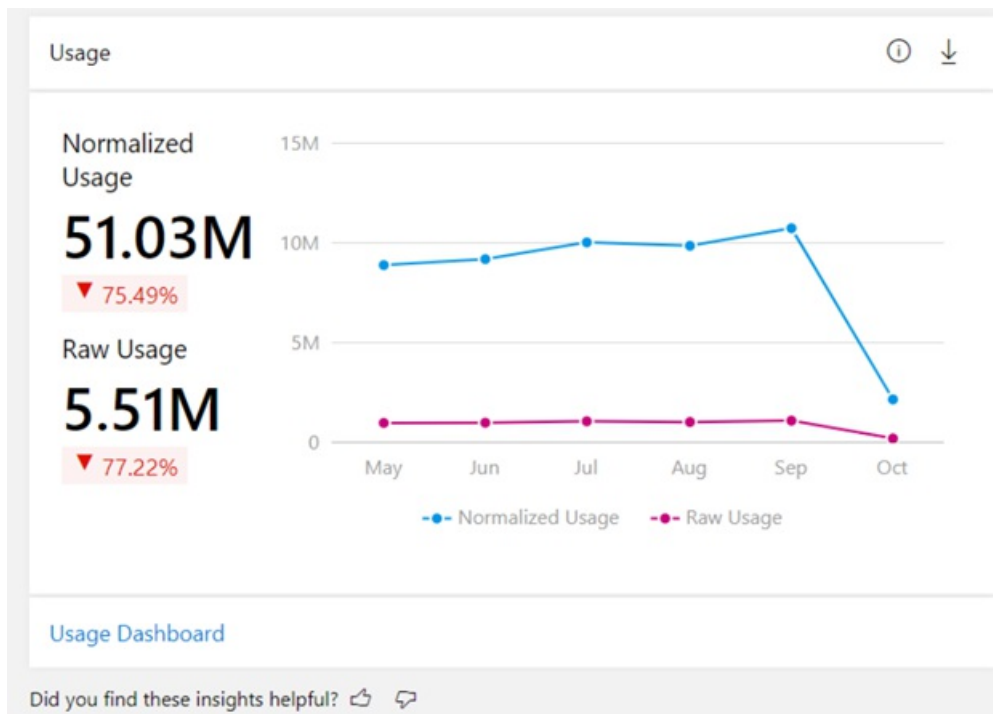 Usage
Normalized
Usage
51.03M
▼ 75.49%
Raw Usage
5.51M
▼ 77.22%
15M
10M
5M
0
May Jun Jul Aug Sep Oct
Normalized Usage Raw Usage
Usage Dashboard
Did you find these insights helpful?